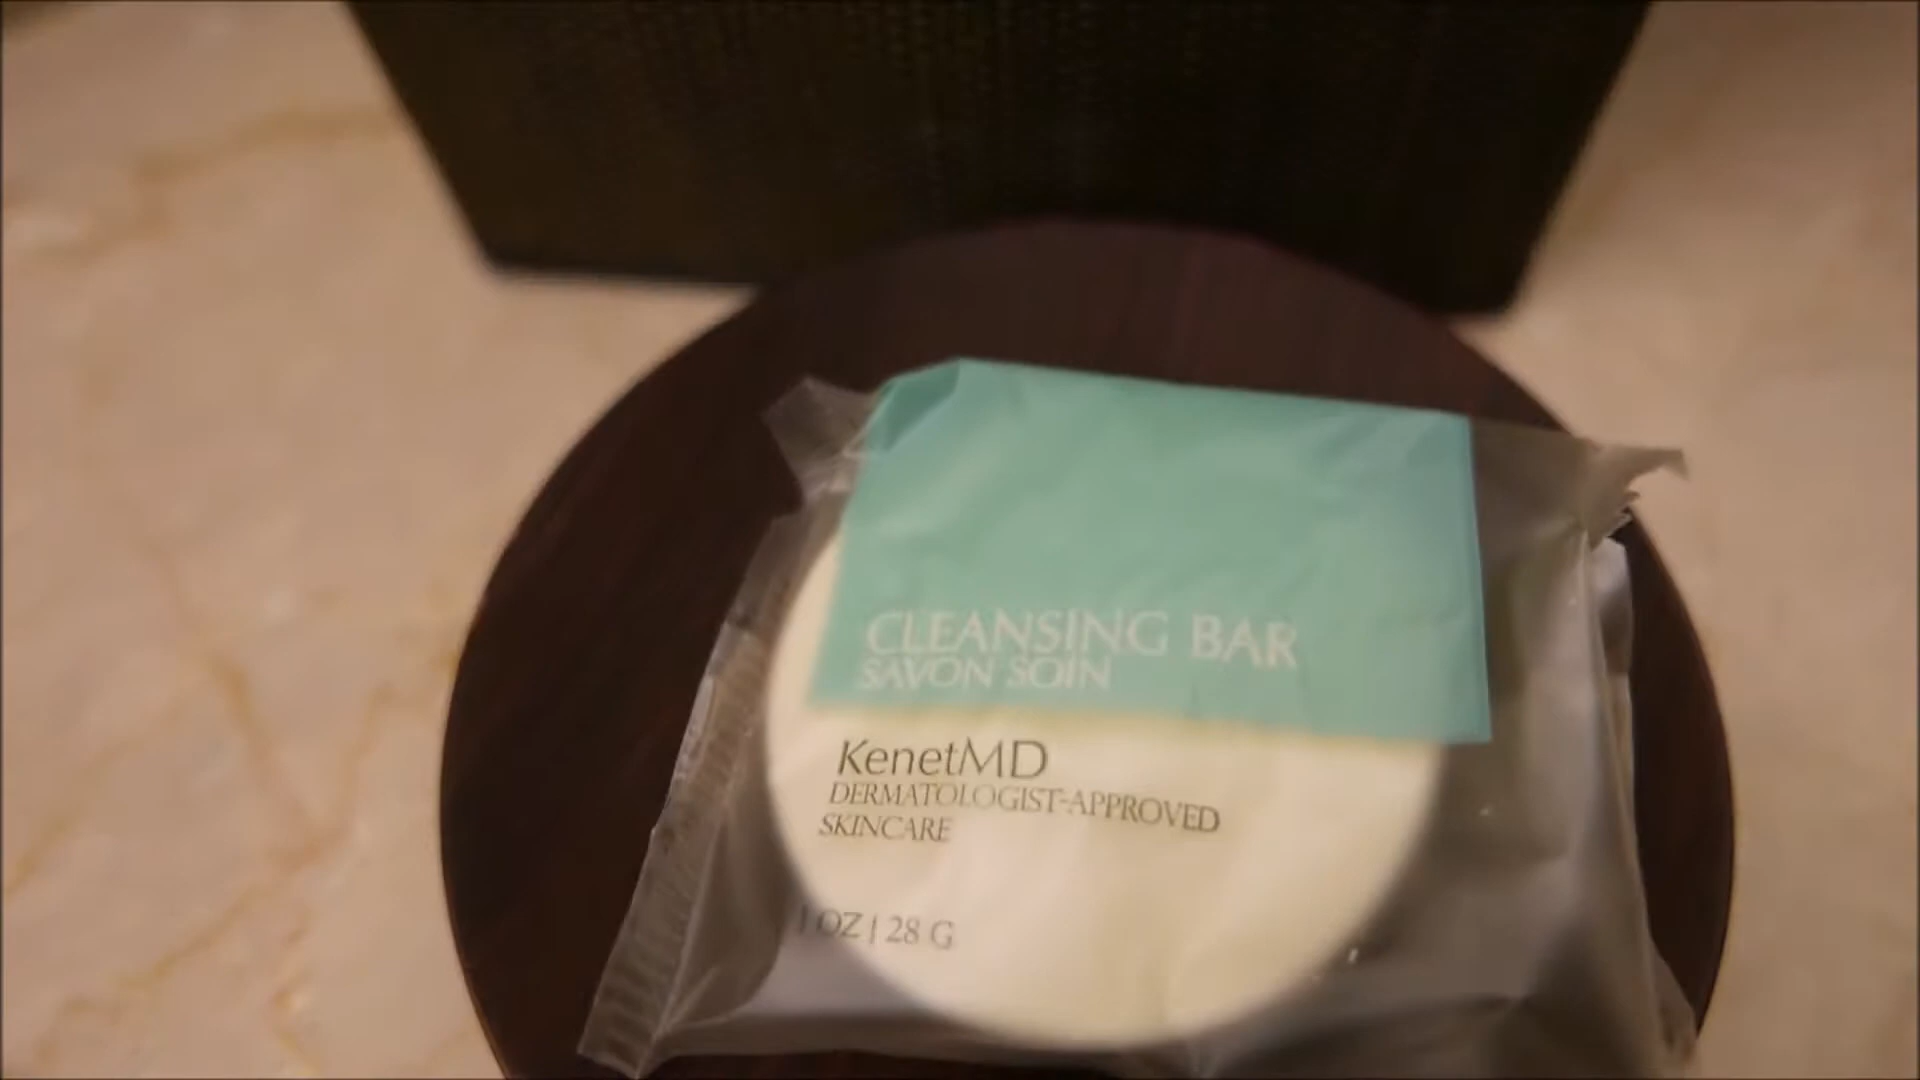 CLEANSING BAR
SAVON SOIN
KenetMD
DERMATOLOGIST-APPROVED
SKINCARE
1 OZ | 28 G